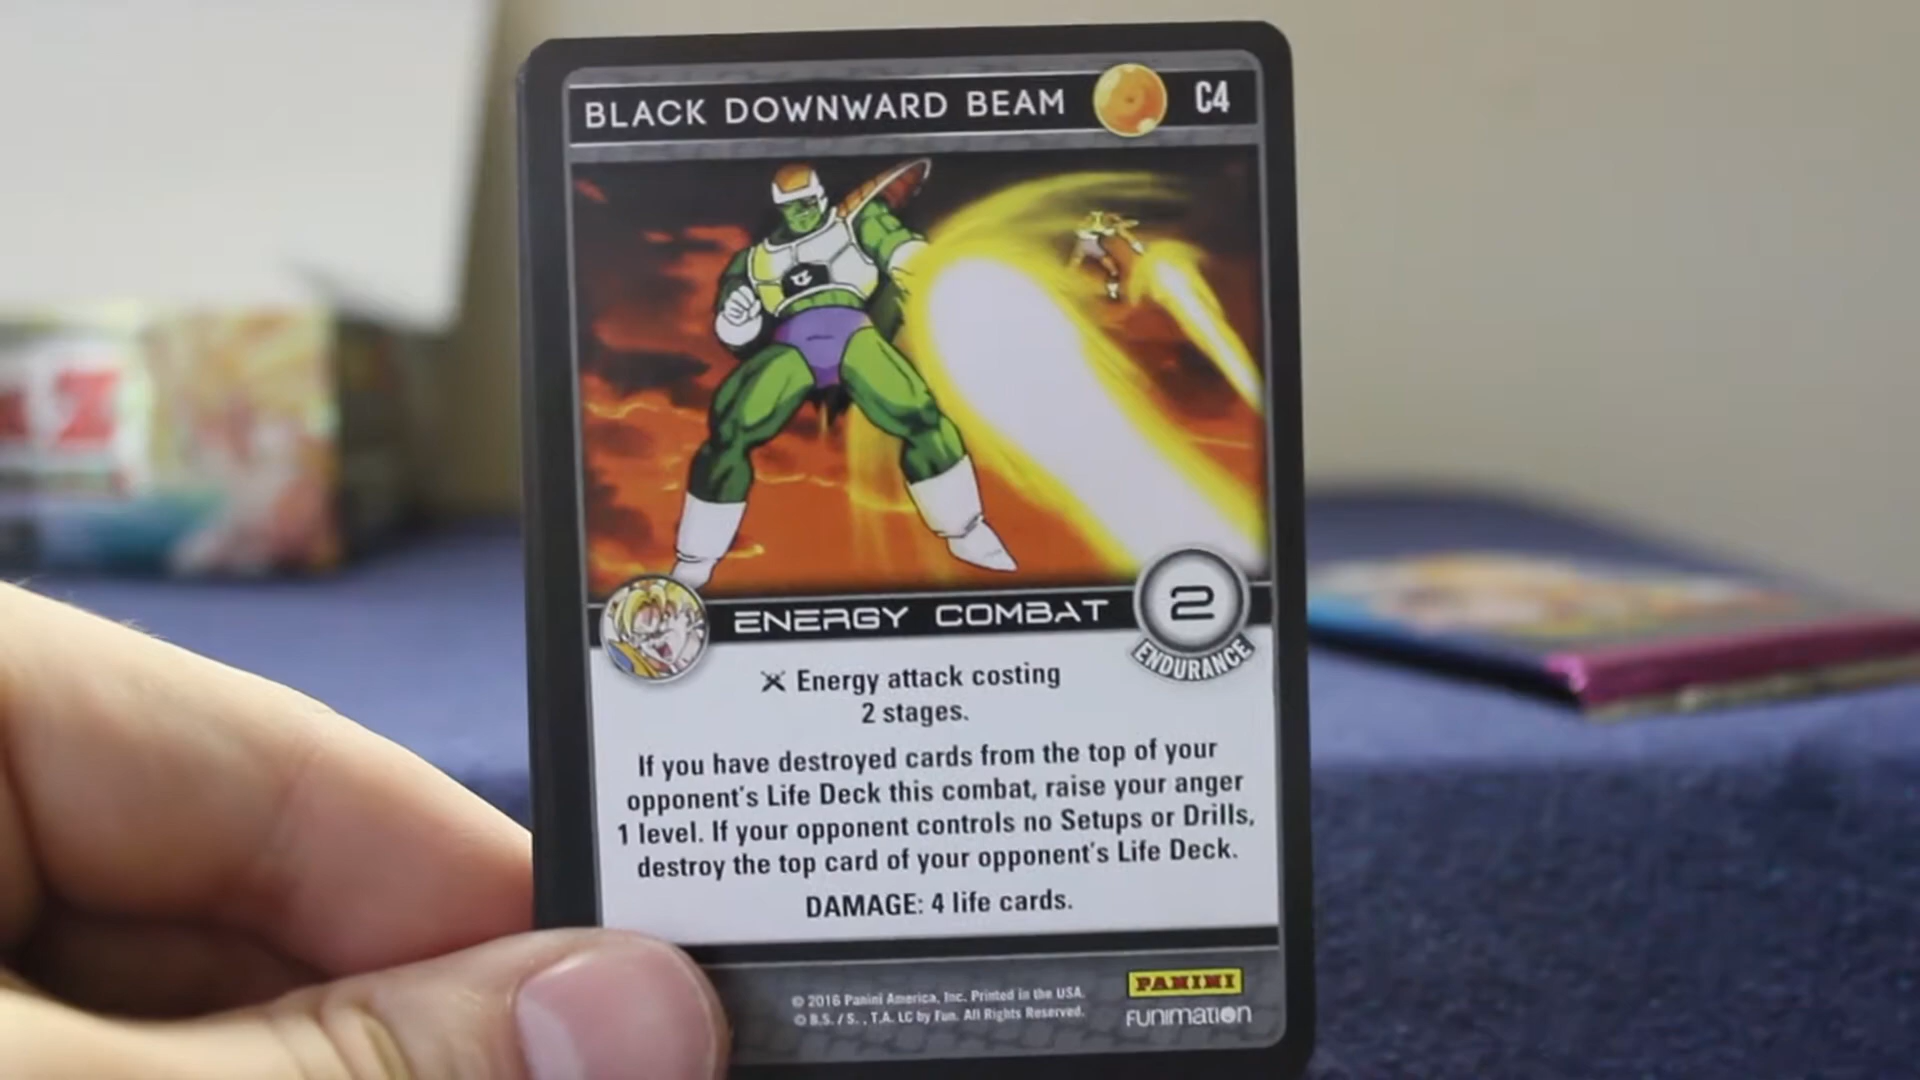 BLACK DOWNWARD BEAM C4
ENERGY COMBAT
2
ENDURANCE
Energy attack costing
2 stages.
If you have destroyed cards from the top of your
opponent's Life Deck this combat, raise your anger
1 level. If your opponent controls no Setups or Drills,
destroy the top card of your opponent's Life Deck.
DAMAGE: 4 life cards.
© 2016 Panini America, Inc. Printed in the USA.
© B.S. / S., T.A. LC by Fun. All Rights Reserved.
PANINI
FUNIMATION
Z